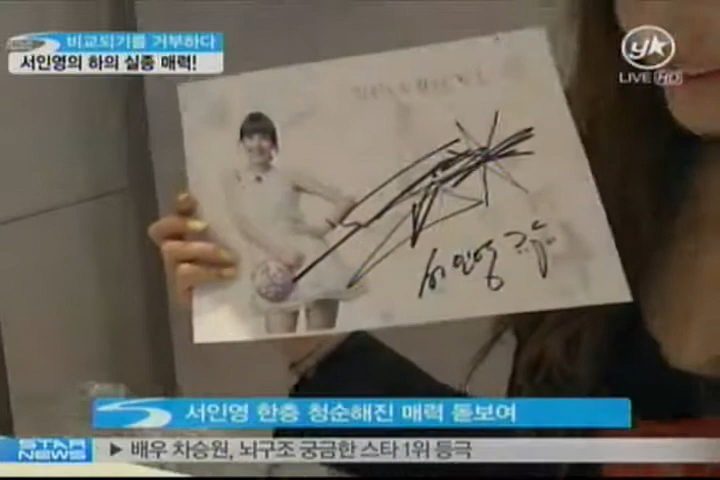 비교되기를 거부하다
서인영의 하의 실종 매력!
yk
LIVE HD
서인영
서인영 한층 청순해진 매력 돋보여
STAR NEWS
▶ 배우 차승원, 뇌구조 궁금한 스타 1위 등극